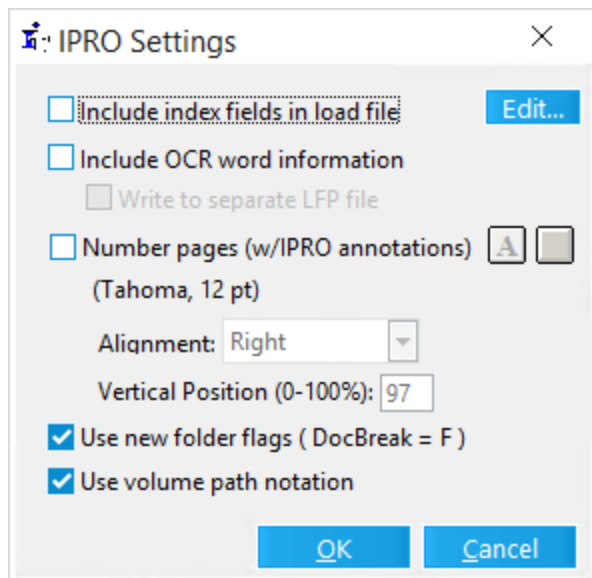 IPRO Settings
Include index fields in load file Edit...
Include OCR word information
Write to separate LFP file
Number pages (w/IPRO annotations) A
(Tahoma, 12 pt)
Alignment: Right
Vertical Position (0-100%): 97
Use new folder flags ( DocBreak = F )
Use volume path notation
OK Cancel